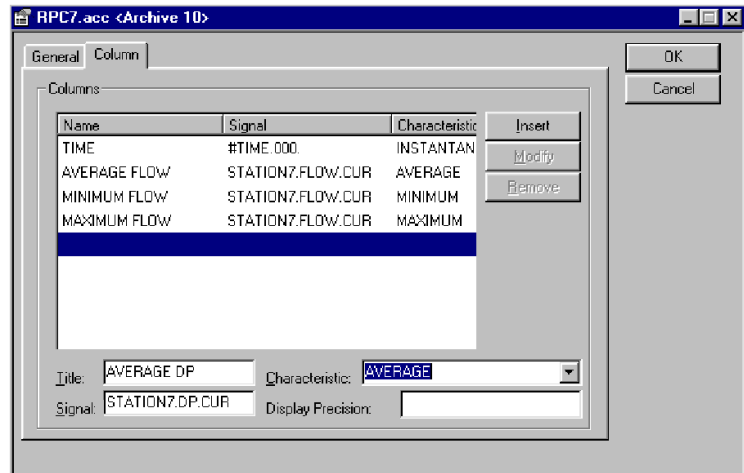 RPC7.acc <Archive 10>
General Column
OK
Cancel
Columns
Name Signal Characteristic
TIME #TIME.000. INSTANTAN
AVERAGE FLOW STATION7.FLOW.CUR AVERAGE
MINIMUM FLOW STATION7.FLOW.CUR MINIMUM
MAXIMUM FLOW STATION7.FLOW.CUR MAXIMUM
Insert
Modify
Remove
Title: AVERAGE DP Characteristic: AVERAGE
Signal: STATION7.DP.CUR Display Precision: